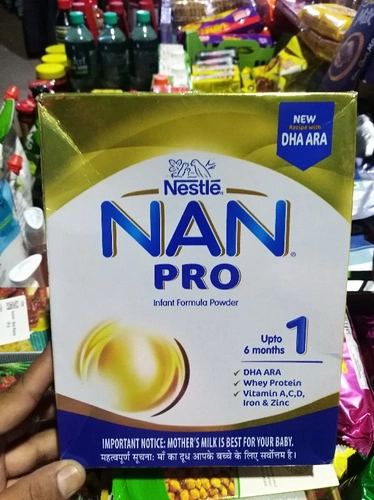 NEW
Recipe with
DHA ARA
Nestlé
NAN
PRO
Infant Formula Powder
Upto
6 months
1
✓ DHA ARA
✓ Whey Protein
✓ Vitamin A,C,D,
Iron & Zinc
IMPORTANT NOTICE: MOTHER'S MILK IS BEST FOR YOUR BABY.
महत्वपूर्ण सूचना: माँ का दूध आपके बच्चे के लिए सर्वोत्तम है।